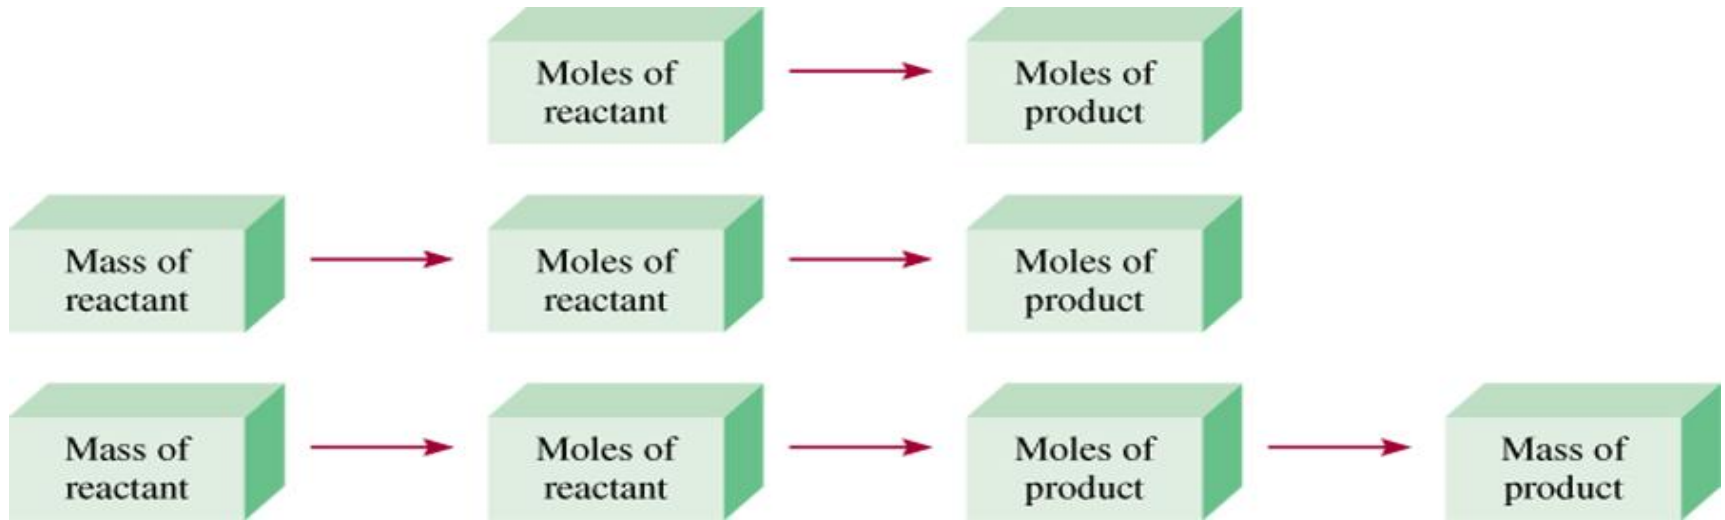 Moles of
reactant
Moles of
product
Mass of
reactant
Moles of
reactant
Moles of
product
Mass of
reactant
Moles of
reactant
Moles of
product
Mass of
product